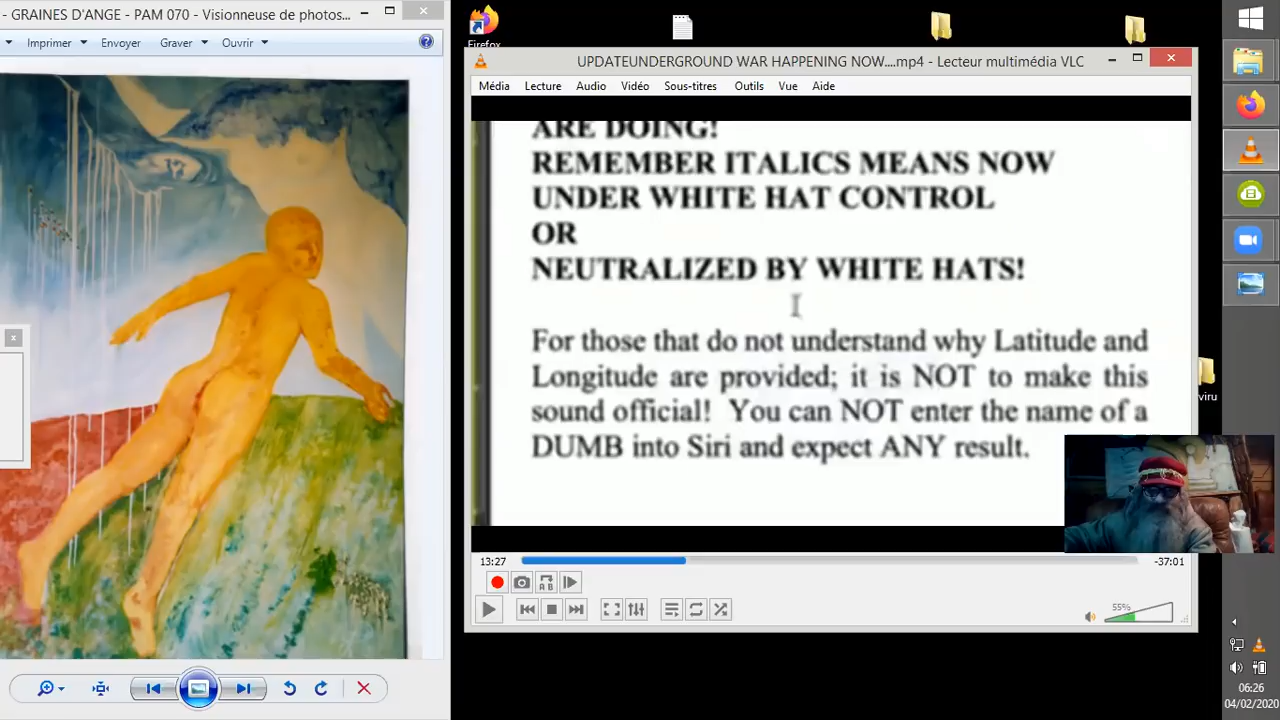 GRAINES D'ANGE - PAM 070 - Visionneuse de photos...
Imprimer Envoyer Graver Ouvrir
Firefox
UPDATEUNDERGROUND WAR HAPPENING NOW....mp4 - Lecteur multimédia VLC
Média Lecture Audio Vidéo Sous-titres Outils Vue Aide
ARE DOING!
REMEMBER ITALICS MEANS NOW
UNDER WHITE HAT CONTROL
OR
NEUTRALIZED BY WHITE HATS!
For those that do not understand why Latitude and
Longitude are provided; it is NOT to make this
sound official! You can NOT enter the name of a
DUMB into Siri and expect ANY result.
viru
13:27
-37:01
55%
06:26
04/02/2020